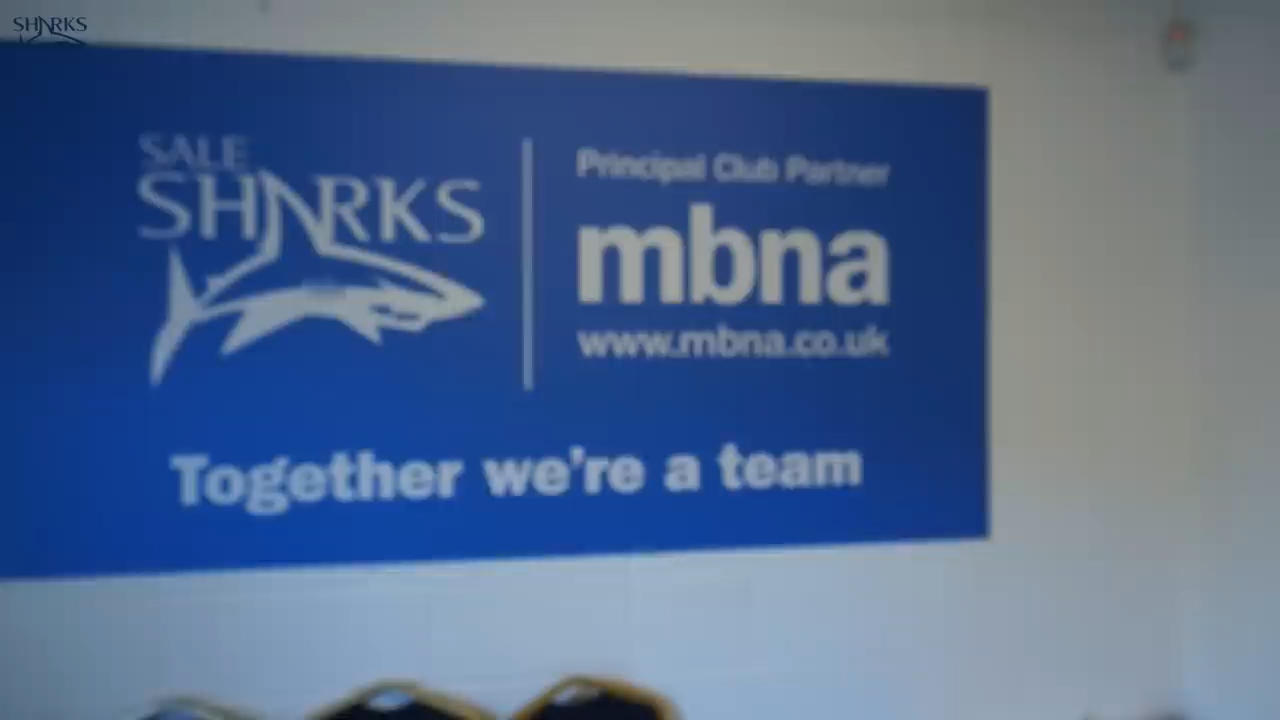 SHARKS
SALE
SHARKS
Principal Club Partner
mbna
www.mbna.co.uk
Together we're a team